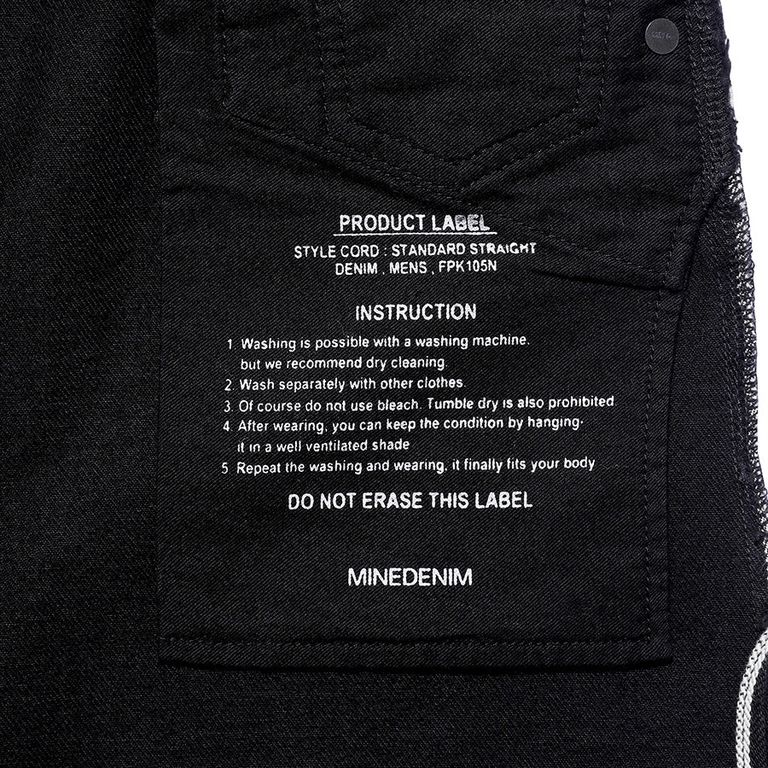 PRODUCT LABEL
STYLE CORD : STANDARD STRAIGHT
DENIM , MENS , FPK105N
INSTRUCTION
1 Washing is possible with a washing machine.
but we recommend dry cleaning.
2. Wash separately with other clothes.
3. Of course do not use bleach. Tumble dry is also prohibited
4. After wearing, you can keep the condition by hanging.
it in a well ventilated shade
5 Repeat the washing and wearing, it finally fits your body
DO NOT ERASE THIS LABEL
MINEDENIM